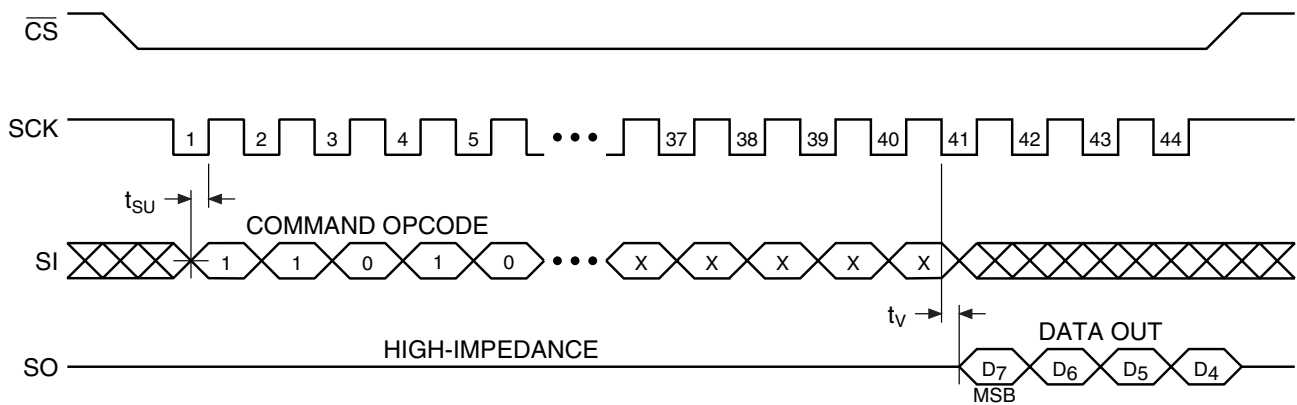 CS
SCK 1 2 3 4 5 ••• 37 38 39 40 41 42 43 44
tSU
COMMAND OPCODE
SI 1 1 0 1 0 ••• X X X X X
tV
DATA OUT
HIGH-IMPEDANCE
SO D7 D6 D5 D4
MSB